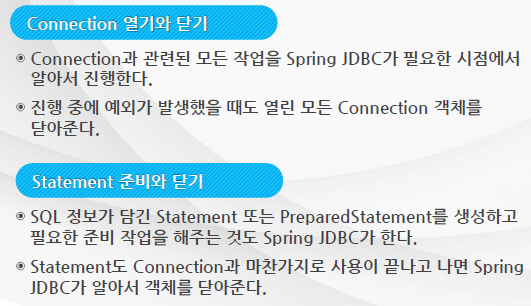 Connection 열기와 닫기
◉ Connection과 관련된 모든 작업을 Spring JDBC가 필요한 시점에서
알아서 진행한다.
◉ 진행 중에 예외가 발생했을 때도 열린 모든 Connection 객체를
닫아준다.
Statement 준비와 닫기
◉ SQL 정보가 담긴 Statement 또는 PreparedStatement를 생성하고
필요한 준비 작업을 해주는 것도 Spring JDBC가 한다.
◉ Statement도 Connection과 마찬가지로 사용이 끝나고 나면 Spring
JDBC가 알아서 객체를 닫아준다.